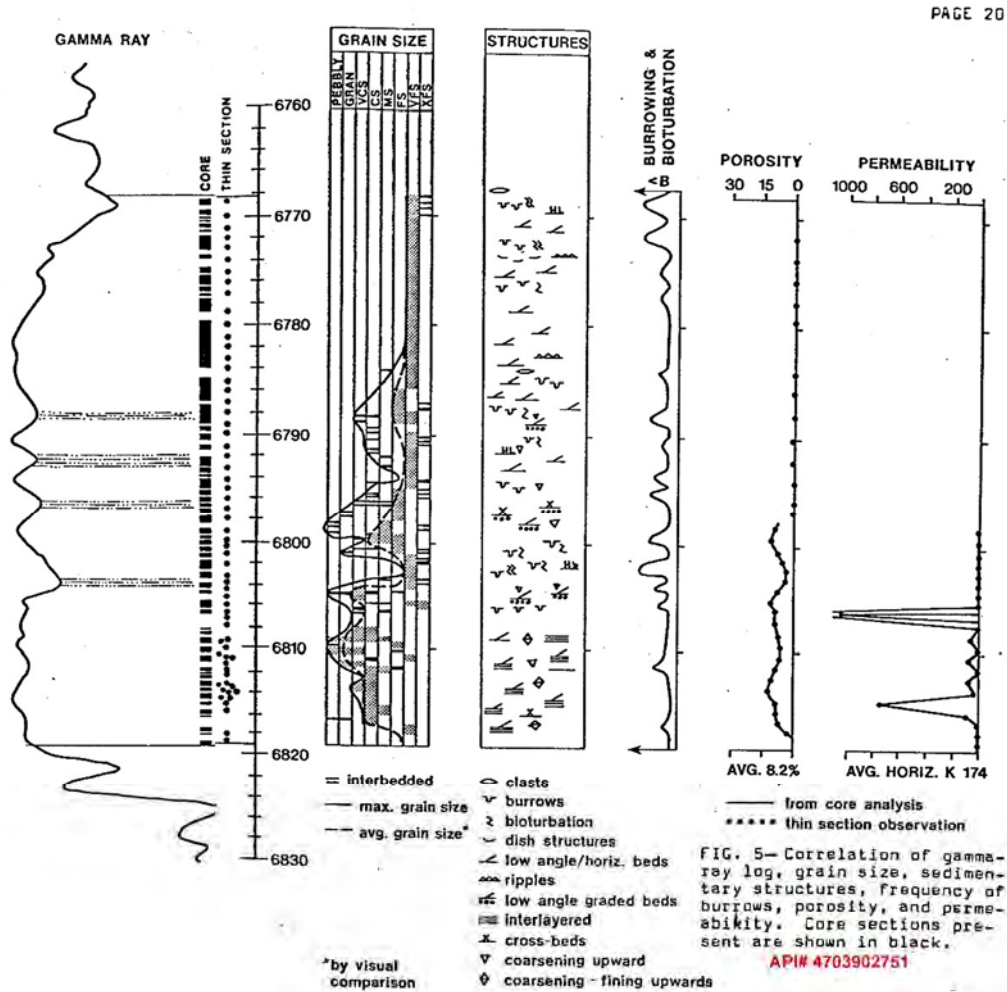 PAGE 20
GAMMA RAY
GRAIN SIZE
STRUCTURES
BURROWING &
BIOTURBATION
PEBBLY
GRAN
VCS
CS
MS
FS
VFS
XFS
CORE
THIN SECTION
<B
POROSITY
30 15 0
PERMEABILITY
1000 600 200
6760
6770
6780
6790
6800
6810
6820
6830
HL
HL
AVG. 8.2%
AVG. HORIZ. K 174
= interbedded
— max. grain size
– – avg. grain size*
*by visual
comparison
clasts
burrows
bioturbation
dish structures
low angle/horiz. beds
ripples
low angle graded beds
interlayered
cross-beds
coarsening upward
coarsening - fining upwards
from core analysis
thin section observation
FIG. 5— Correlation of gamma-
ray log, grain size, sedimen-
tary structures, frequency of
burrows, porosity, and perme-
abikity. Core sections pre-
sent are shown in black.
API# 4703902751